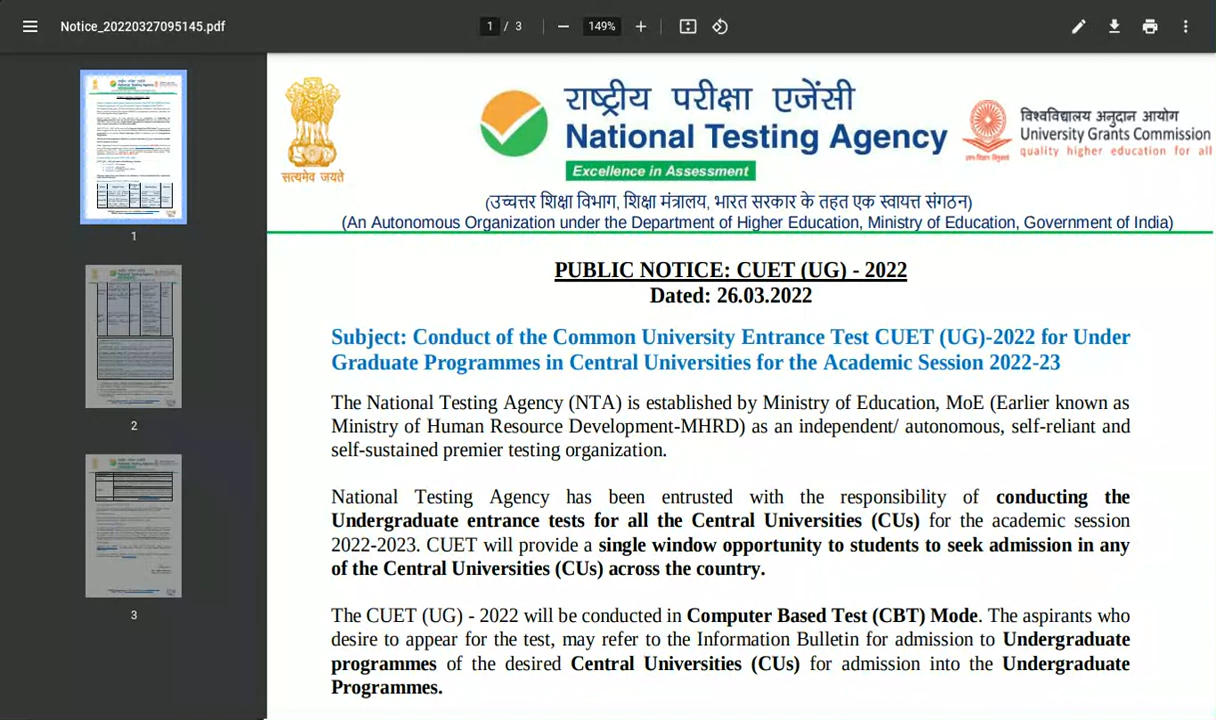 Notice_20220327095145.pdf
1 / 3
149%
1
2
3
सत्यमेव जयते
राष्ट्रीय परीक्षा एजेंसी
National Testing Agency
Excellence in Assessment
विश्वविद्यालय अनुदान आयोग
University Grants Commission
quality higher education for all
(उच्चत्तर शिक्षा विभाग, शिक्षा मंत्रालय, भारत सरकार के तहत एक स्वायत्त संगठन)
(An Autonomous Organization under the Department of Higher Education, Ministry of Education, Government of India)
PUBLIC NOTICE: CUET (UG) - 2022
Dated: 26.03.2022
Subject: Conduct of the Common University Entrance Test CUET (UG)-2022 for Under
Graduate Programmes in Central Universities for the Academic Session 2022-23
The National Testing Agency (NTA) is established by Ministry of Education, MoE (Earlier known as
Ministry of Human Resource Development-MHRD) as an independent/ autonomous, self-reliant and
self-sustained premier testing organization.
National Testing Agency has been entrusted with the responsibility of conducting the
Undergraduate entrance tests for all the Central Universities (CUs) for the academic session
2022-2023. CUET will provide a single window opportunity to students to seek admission in any
of the Central Universities (CUs) across the country.
The CUET (UG) - 2022 will be conducted in Computer Based Test (CBT) Mode. The aspirants who
desire to appear for the test, may refer to the Information Bulletin for admission to Undergraduate
programmes of the desired Central Universities (CUs) for admission into the Undergraduate
Programmes.